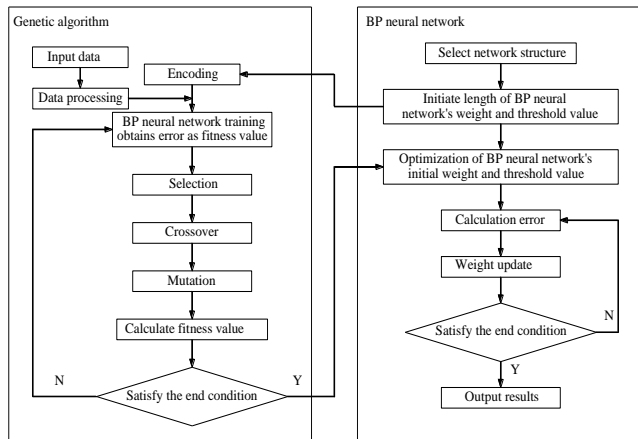 Genetic algorithm
Input data
Data processing
Encoding
BP neural network training
obtains error as fitness value
Selection
Crossover
Mutation
Calculate fitness value
Satisfy the end condition
N
Y
BP neural network
Select network structure
Initiate length of BP neural
network's weight and threshold value
Optimization of BP neural network's
initial weight and threshold value
Calculation error
Weight update
Satisfy the end condition
N
Y
Output results